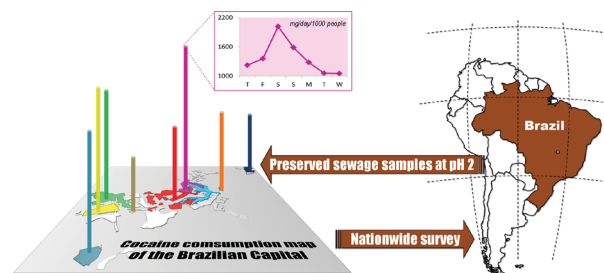 2200
mg/day/1000 people
1600
1000
T F S S M T W
Brazil
Preserved sewage samples at pH 2
Nationwide survey
Cocaine comsumption map
of the Brazilian Capital